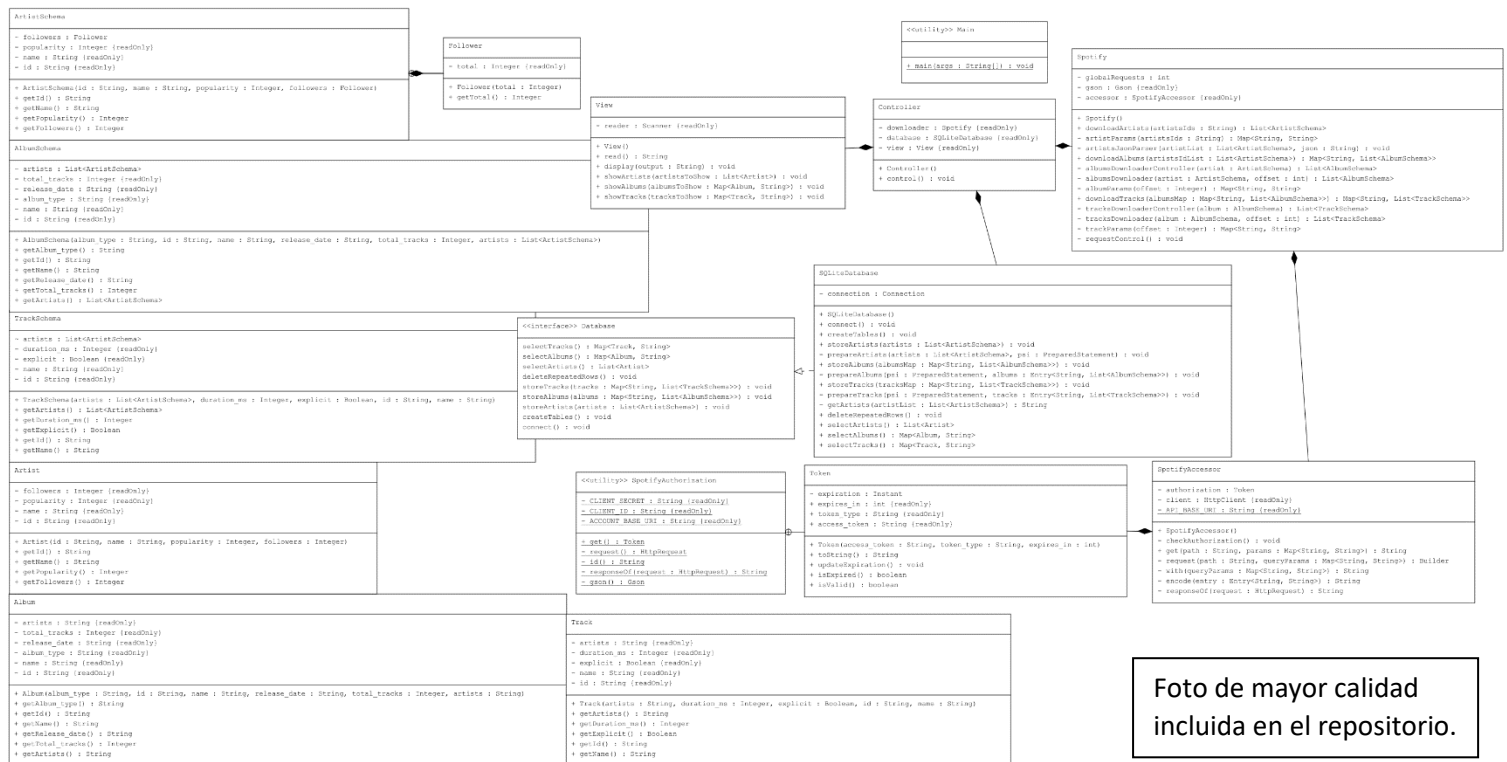 ArtistSchema
- followers : Follower
- popularity : Integer {readOnly}
- name : String {readOnly}
- id : String {readOnly}
+ ArtistSchema(id : String, name : String, popularity : Integer, followers : Follower)
+ getId() : String
+ getName() : String
+ getPopularity() : Integer
+ getFollowers() : Integer
Follower
- total : Integer {readOnly}
+ Follower(total : Integer)
+ getTotal() : Integer
AlbumSchema
- artists : List<ArtistSchema>
- total_tracks : Integer {readOnly}
- release_date : String {readOnly}
- album_type : String {readOnly}
- name : String {readOnly}
- id : String {readOnly}
+ AlbumSchema(album_type : String, id : String, name : String, release_date : String, total_tracks : Integer, artists : List<ArtistSchema>)
+ getAlbum_type() : String
+ getId() : String
+ getName() : String
+ getRelease_date() : String
+ getTotal_tracks() : Integer
+ getArtists() : List<ArtistSchema>
TrackSchema
- artists : List<ArtistSchema>
- duration_ms : Integer {readOnly}
- explicit : Boolean {readOnly}
- name : String {readOnly}
- id : String {readOnly}
+ TrackSchema(artists : List<ArtistSchema>, duration_ms : Integer, explicit : Boolean, id : String, name : String)
+ getArtists() : List<ArtistSchema>
+ getDuration_ms() : Integer
+ getExplicit() : Boolean
+ getId() : String
+ getName() : String
Artist
- followers : Integer {readOnly}
- popularity : Integer {readOnly}
- name : String {readOnly}
- id : String {readOnly}
+ Artist(id : String, name : String, popularity : Integer, followers : Integer)
+ getId() : String
+ getName() : String
+ getPopularity() : Integer
+ getFollowers() : Integer
Album
- artists : String {readOnly}
- total_tracks : Integer {readOnly}
- release_date : String {readOnly}
- album_type : String {readOnly}
- name : String {readOnly}
- id : String {readOnly}
+ Album(album_type : String, id : String, name : String, release_date : String, total_tracks : Integer, artists : String)
+ getAlbum_type() : String
+ getId() : String
+ getName() : String
+ getRelease_date() : String
+ getTotal_tracks() : Integer
+ getArtists() : String
Track
- artists : String {readOnly}
- duration_ms : Integer {readOnly}
- explicit : Boolean {readOnly}
- name : String {readOnly}
- id : String {readOnly}
+ Track(artists : String, duration_ms : Integer, explicit : Boolean, id : String, name : String)
+ getArtists() : String
+ getDuration_ms() : Integer
+ getExplicit() : Boolean
+ getId() : String
+ getName() : String
View
- reader : Scanner {readOnly}
+ View()
+ read() : String
+ display(output : String) : void
+ showArtists(artistsToShow : List<Artist>) : void
+ showAlbums(albumsToShow : Map<Album, String>) : void
+ showTracks(tracksToShow : Map<Track, String>) : void
<<utility>> Main
+ main(args : String[]) : void
Controller
- downloader : Spotify {readOnly}
- database : SQLiteDatabase {readOnly}
- view : View {readOnly}
+ Controller()
+ control() : void
Spotify
- globalRequests : int
- gson : Gson {readOnly}
- accessor : SpotifyAccessor {readOnly}
+ Spotify()
+ downloadArtists(artistsIds : String) : List<ArtistSchema>
- artistParams(artistsIds : String) : Map<String, String>
- artistsJsonParser(artistList : List<ArtistSchema>, json : String) : void
+ downloadAlbums(artistsIdList : List<ArtistSchema>) : Map<String, List<AlbumSchema>>
- albumsDownloaderController(artist : ArtistSchema) : List<AlbumSchema>
- albumsDownloader(artist : ArtistSchema, offset : int) : List<AlbumSchema>
- albumParams(offset : Integer) : Map<String, String>
+ downloadTracks(albumsMap : Map<String, List<AlbumSchema>>) : Map<String, List<TrackSchema>>
- tracksDownloaderController(album : AlbumSchema) : List<TrackSchema>
- tracksDownloader(album : AlbumSchema, offset : int) : List<TrackSchema>
- trackParams(offset : Integer) : Map<String, String>
- requestControl() : void
<<interface>> Database
selectTracks() : Map<Track, String>
selectAlbums() : Map<Album, String>
selectArtists() : List<Artist>
deleteRepeatedRows() : void
storeTracks(tracks : Map<String, List<TrackSchema>>) : void
storeAlbums(albums : Map<String, List<AlbumSchema>>) : void
storeArtists(artists : List<ArtistSchema>) : void
createTables() : void
connect() : void
SQLiteDatabase
- connection : Connection
+ SQLiteDatabase()
+ connect() : void
+ createTables() : void
+ storeArtists(artists : List<ArtistSchema>) : void
- prepareArtists(artists : List<ArtistSchema>, psi : PreparedStatement) : void
+ storeAlbums(albumsMap : Map<String, List<AlbumSchema>>) : void
- prepareAlbums(psi : PreparedStatement, albums : Entry<String, List<AlbumSchema>>) : void
+ storeTracks(tracksMap : Map<String, List<TrackSchema>>) : void
- prepareTracks(psi : PreparedStatement, tracks : Entry<String, List<TrackSchema>>) : void
- getArtists(artistList : List<ArtistSchema>) : String
+ deleteRepeatedRows() : void
+ selectArtists() : List<Artist>
+ selectAlbums() : Map<Album, String>
+ selectTracks() : Map<Track, String>
<<utility>> SpotifyAuthorization
- CLIENT_SECRET : String {readOnly}
- CLIENT_ID : String {readOnly}
- ACCOUNT_BASE_URI : String {readOnly}
+ get() : Token
- request() : HttpRequest
- id() : String
- responseOf(request : HttpRequest) : String
- gson() : Gson
Token
- expiration : Instant
- expires_in : int {readOnly}
- token_type : String {readOnly}
- access_token : String {readOnly}
+ Token(access_token : String, token_type : String, expires_in : int)
+ toString() : String
+ updateExpiration() : void
+ isExpired() : boolean
+ isValid() : boolean
SpotifyAccessor
- authorization : Token
- client : HttpClient {readOnly}
- API_BASE_URI : String {readOnly}
+ SpotifyAccessor()
- checkAuthorization() : void
+ get(path : String, params : Map<String, String>) : String
- request(path : String, queryParams : Map<String, String>) : Builder
- with(queryParams : Map<String, String>) : String
- encode(entry : Entry<String, String>) : String
- responseOf(request : HttpRequest) : String
Foto de mayor calidad
incluida en el repositorio.